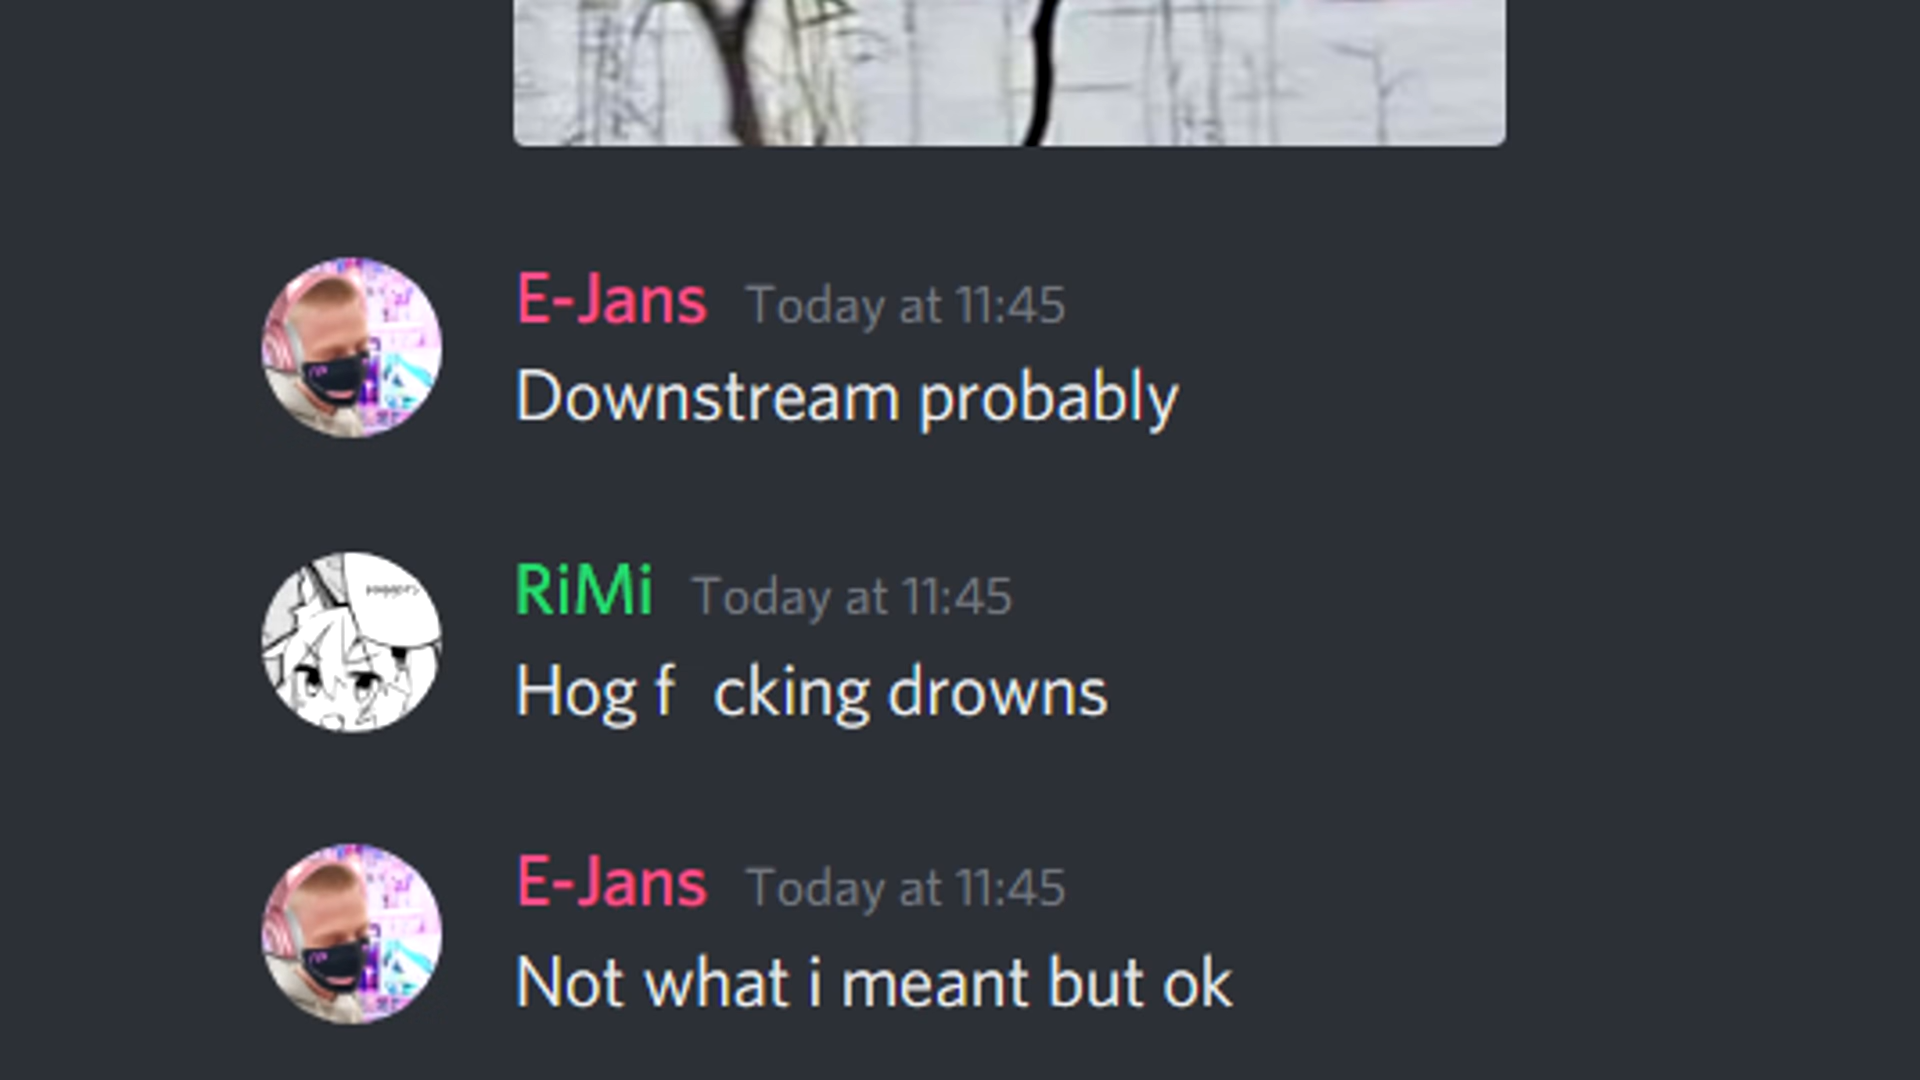 E-Jans Today at 11:45
Downstream probably
RiMi Today at 11:45
Hog f cking drowns
E-Jans Today at 11:45
Not what i meant but ok